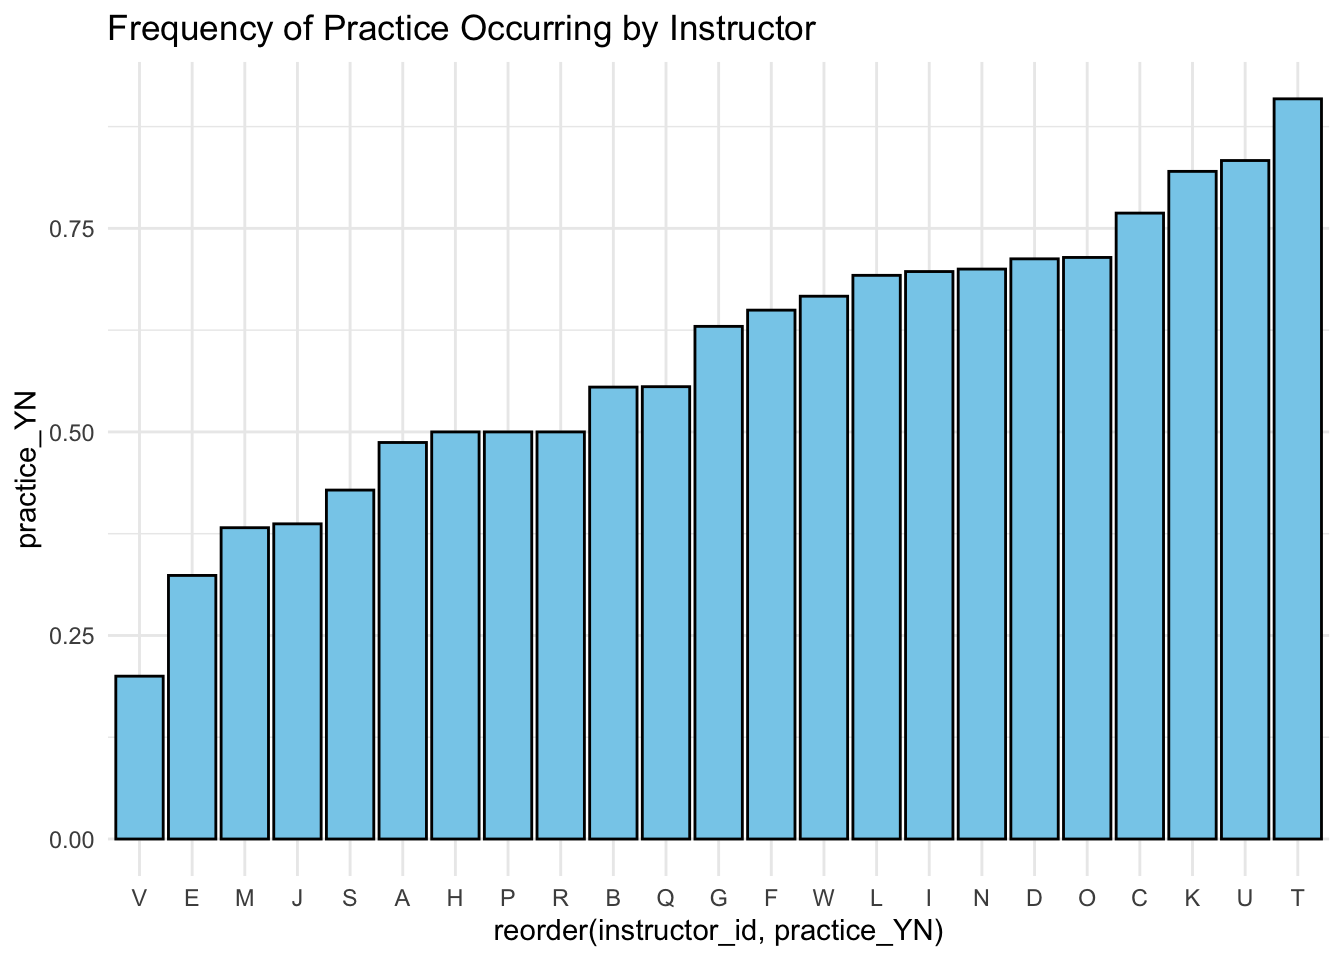 Frequency of Practice Occurring by Instructor
practice_YN
0.75
0.50
0.25
0.00
V E M J S A H P R B Q G F W L I N D O C K U T
reorder(instructor_id, practice_YN)